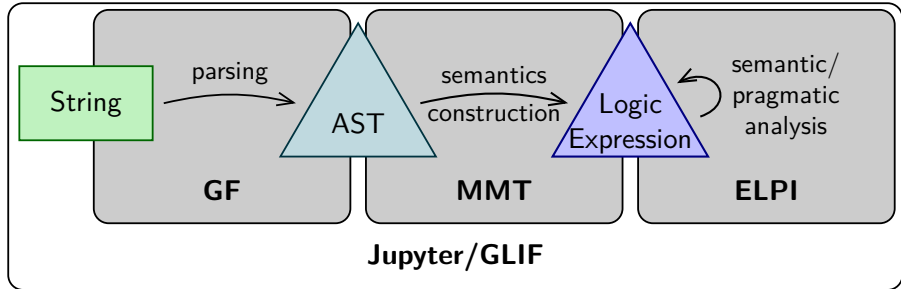 parsing
String
AST
semantics
construction
Logic
Expression
semantic/
pragmatic
analysis
GF
MMT
ELPI
Jupyter/GLIF